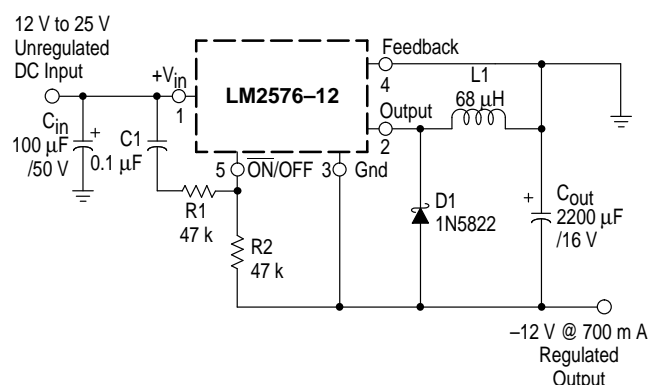 12 V to 25 V
Unregulated
DC Input
+Vin
1
Cin
100 μF
/50 V
+
C1
0.1 μF
LM2576–12
Feedback
4
Output
2
L1
68 μH
5
ON/OFF
3
Gnd
R1
47 k
R2
47 k
D1
1N5822
+
Cout
2200 μF
/16 V
–12 V @ 700 m A
Regulated
Output